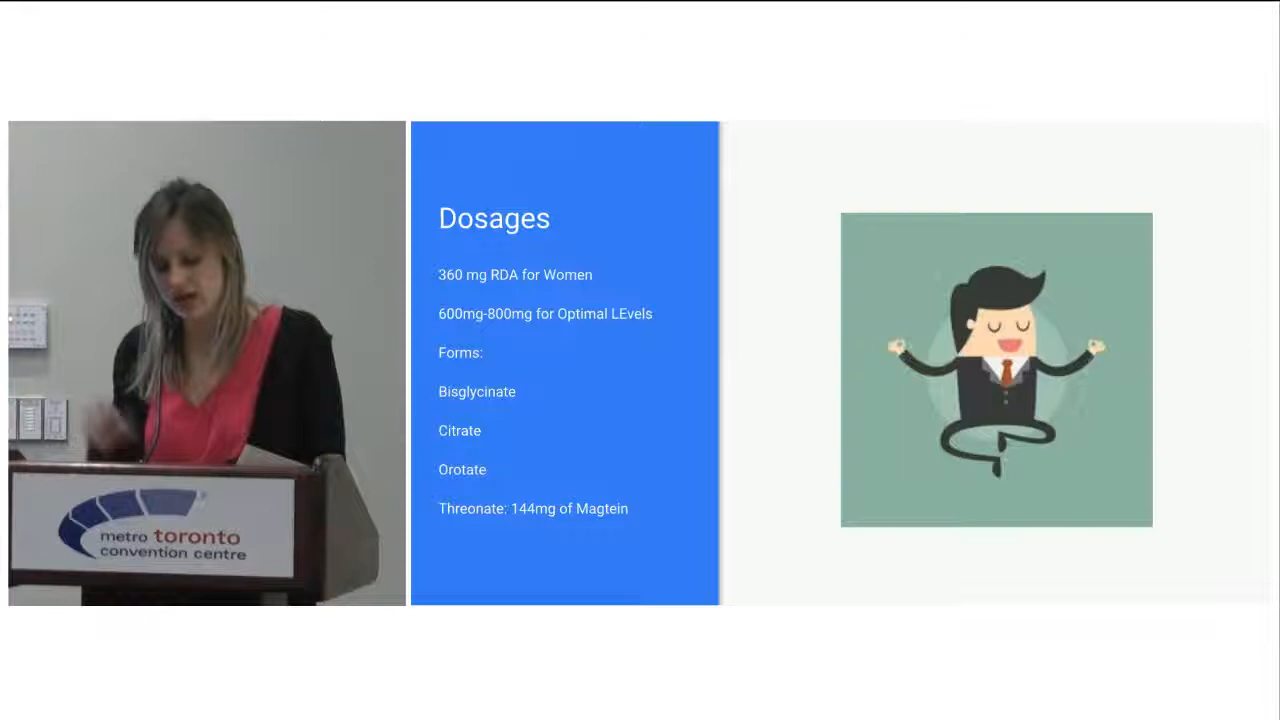 Dosages
360 mg RDA for Women
600mg-800mg for Optimal LEvels
Forms:
Bisglycinate
Citrate
Orotate
Threonate: 144mg of Magtein
metro toronto
convention centre